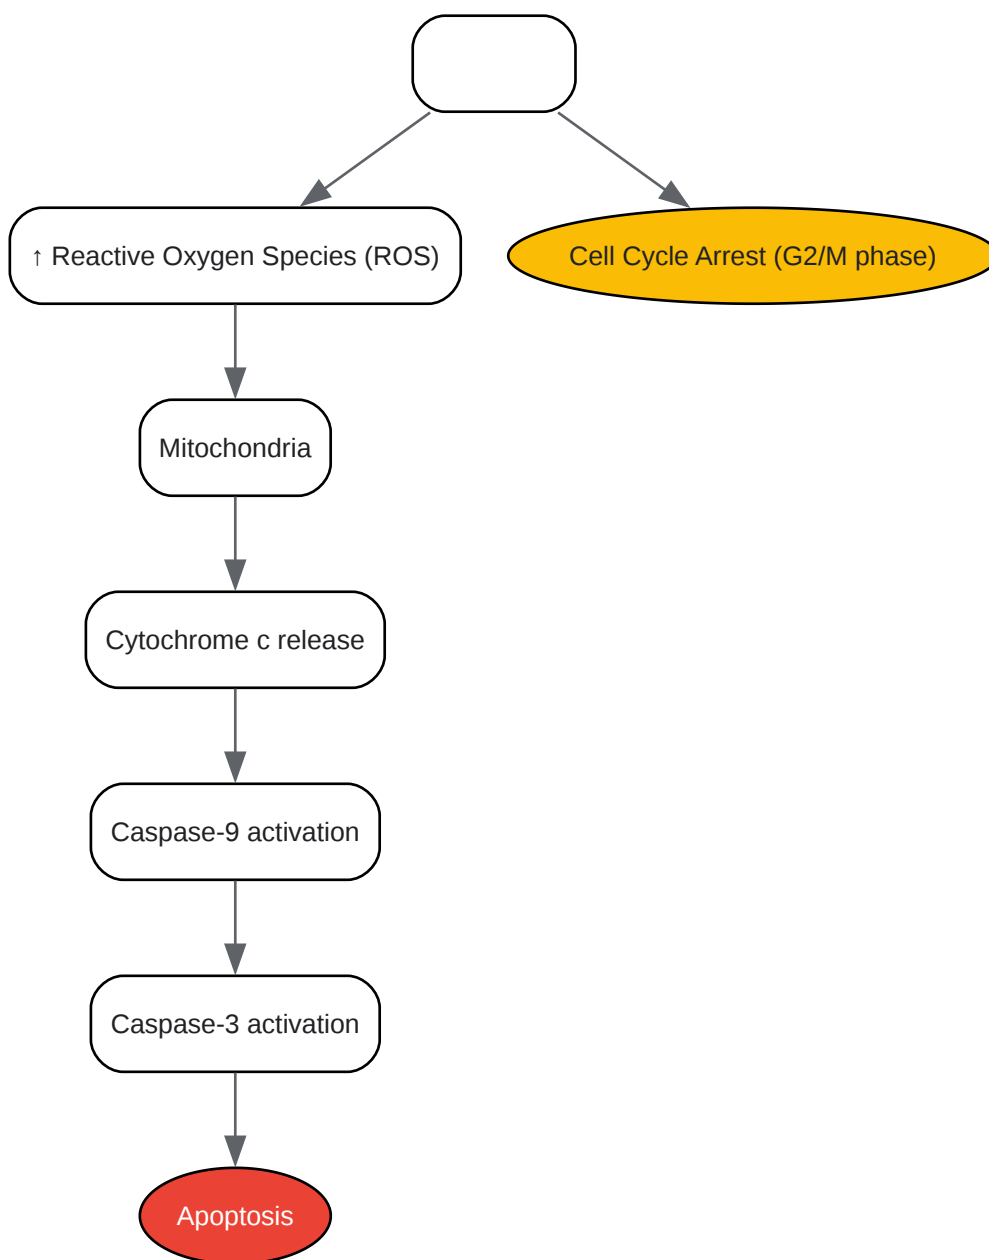 ↑ Reactive Oxygen Species (ROS)
Cell Cycle Arrest (G2/M phase)
Mitochondria
Cytochrome c release
Caspase-9 activation
Caspase-3 activation
Apoptosis